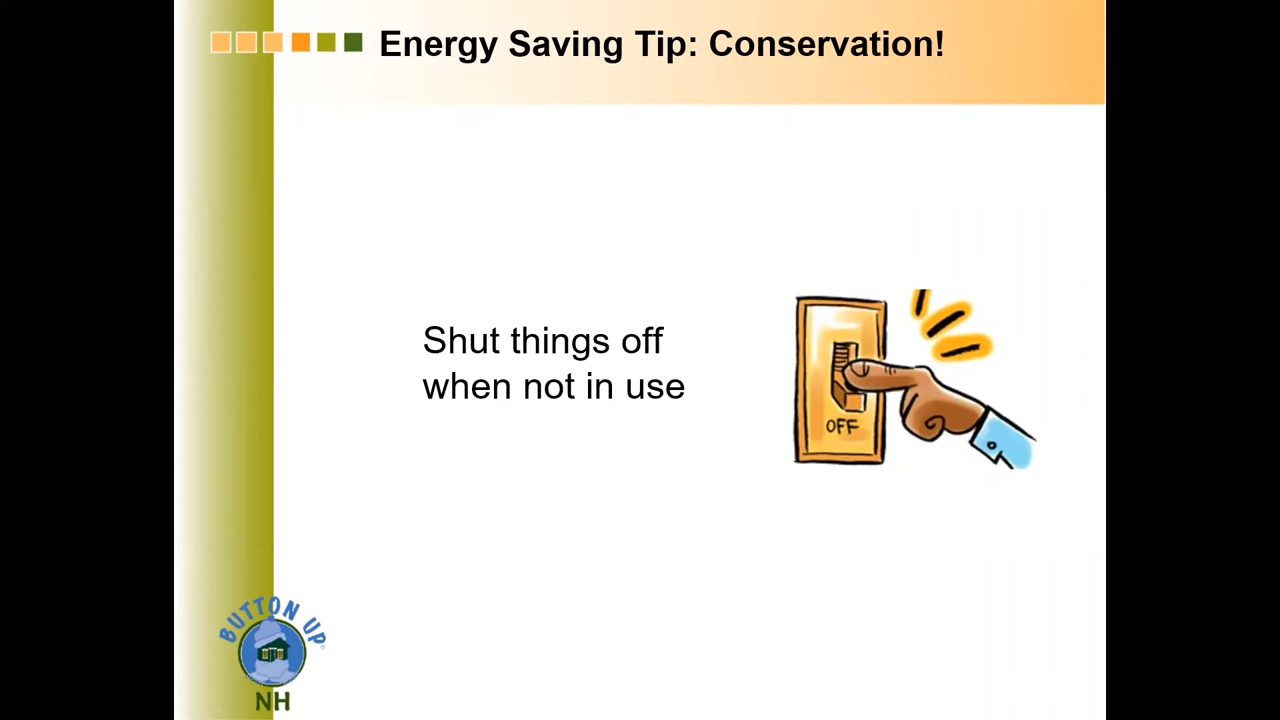 Energy Saving Tip: Conservation!
Shut things off
when not in use
OFF
BUTTON UP
NH